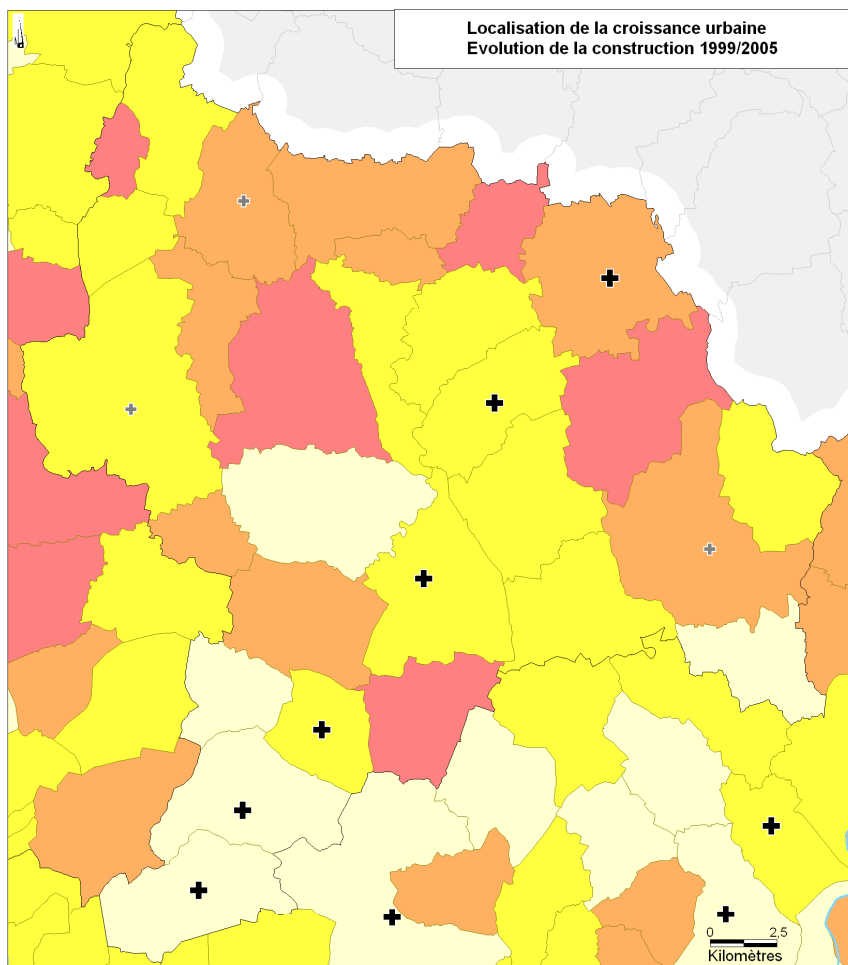 Localisation de la croissance urbaine
Evolution de la construction 1999/2005
0 2,5
Kilomètres